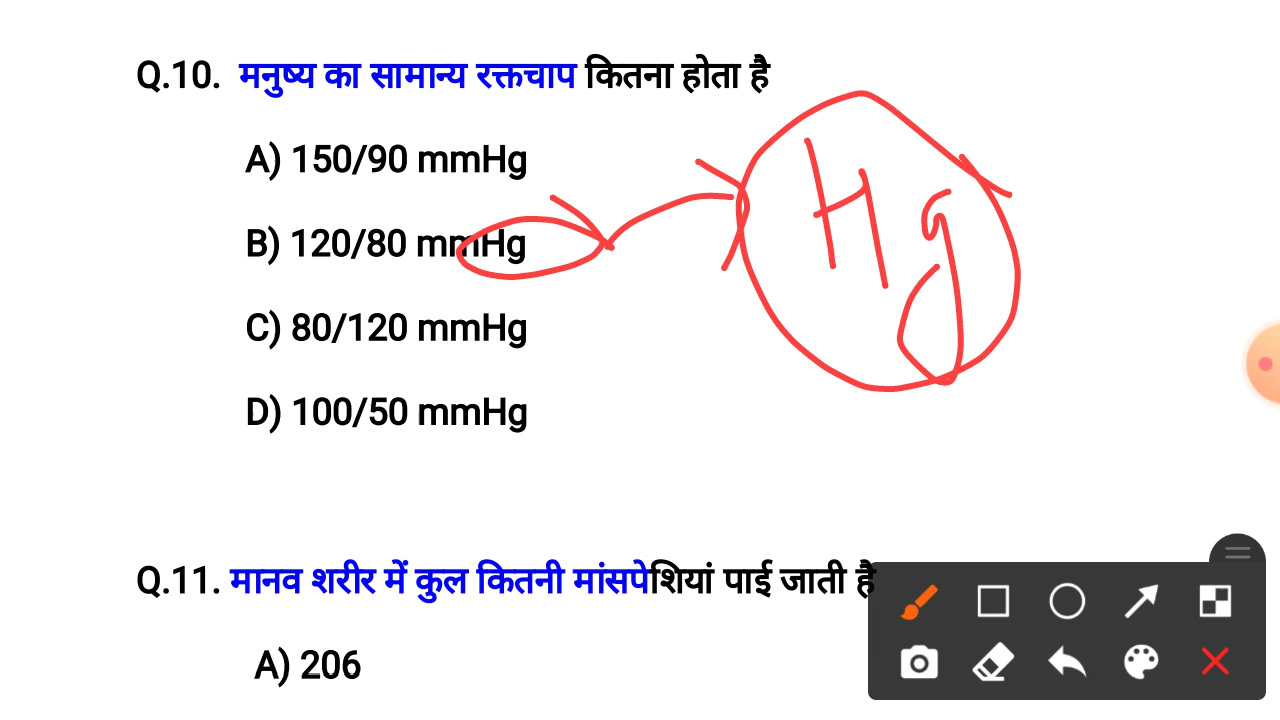 Q.10. मनुष्य का सामान्य रक्तचाप कितना होता है
A) 150/90 mmHg
B) 120/80 mmHg
Hg
C) 80/120 mmHg
D) 100/50 mmHg
Q.11. मानव शरीर में कुल कितनी मांसपेशियां पाई जाती है
A) 206